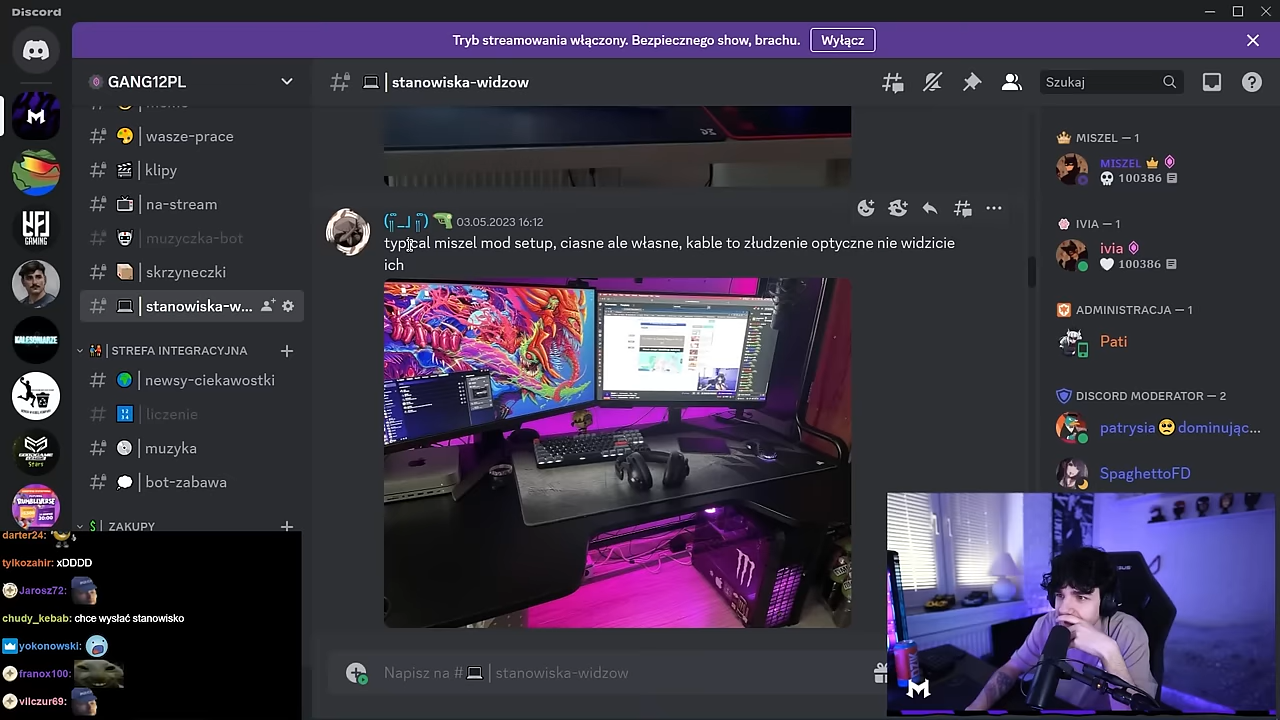 Discord
Tryb streamowania włączony. Bezpiecznego show, brachu.
Wyłącz
GANG12PL
| stanowiska-widzow
Szukaj
| wasze-prace
| klipy
| na-stream
| muzyczka-bot
| skrzyneczki
| stanowiska-w...
| STREFA INTEGRACYJNA
| newsy-ciekawostki
| liczenie
| muzyka
| bot-zabawa
$ | ZAKUPY
03.05.2023 16:12
typical miszel mod setup, ciasne ale własne, kable to złudzenie optyczne nie widzicie
ich
Napisz na # | stanowiska-widzow
MISZEL — 1
MISZEL
100386
IVIA — 1
ivia
100386
ADMINISTRACJA — 1
Pati
DISCORD MODERATOR — 2
patrysia dominując...
SpaghettoFD
darter24:
tylkozahir: xDDDD
Jarosz72:
chudy_kebab: chce wysłać stanowisko
yokonowski:
franox100:
vllczur69: